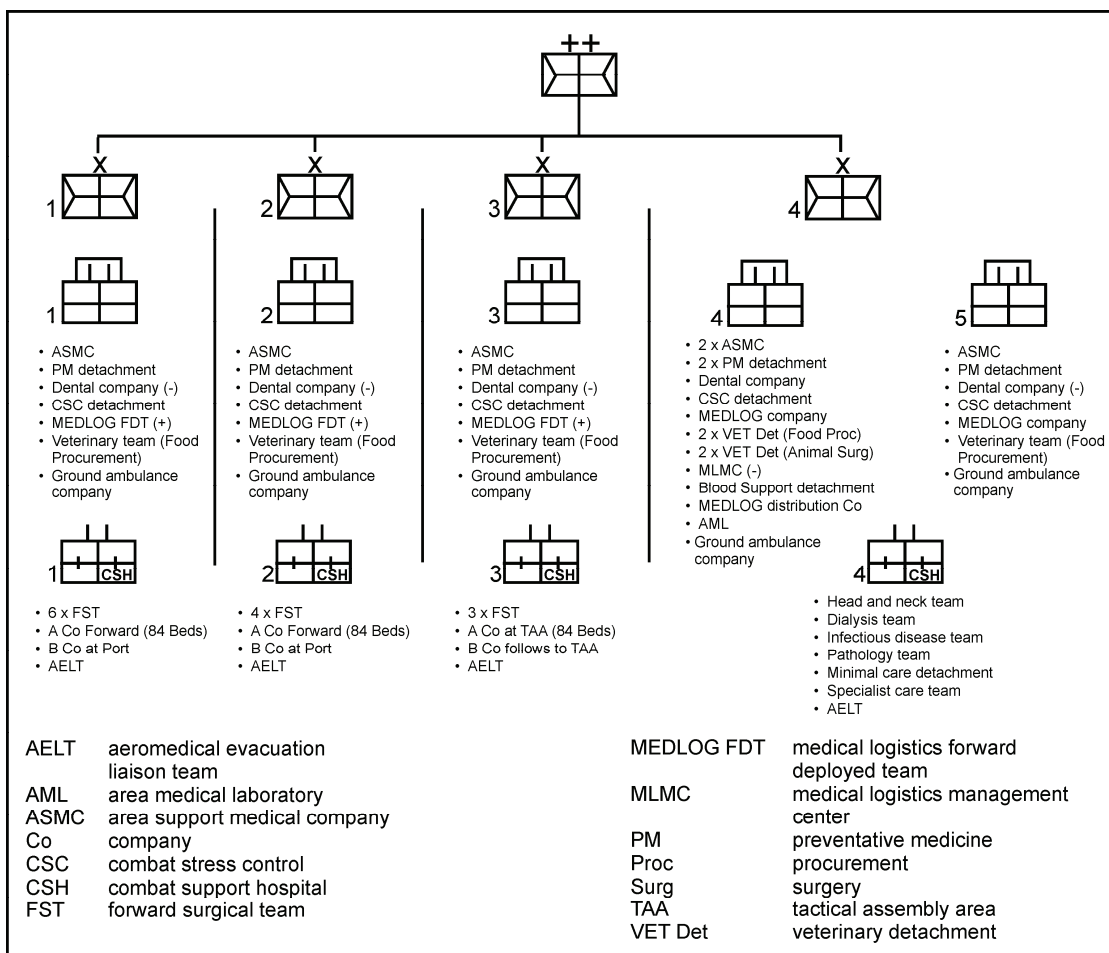 ++
X
X
X
X
1
2
3
4
1
2
3
4
5
• ASMC
• PM detachment
• Dental company (-)
• CSC detachment
• MEDLOG FDT (+)
• Veterinary team (Food
Procurement)
• Ground ambulance
company
• ASMC
• PM detachment
• Dental company (-)
• CSC detachment
• MEDLOG FDT (+)
• Veterinary team (Food
Procurement)
• Ground ambulance
company
• ASMC
• PM detachment
• Dental company (-)
• CSC detachment
• MEDLOG FDT (+)
• Veterinary team (Food
Procurement)
• Ground ambulance
company
• 2 x ASMC
• 2 x PM detachment
• Dental company
• CSC detachment
• MEDLOG company
• 2 x VET Det (Food Proc)
• 2 x VET Det (Animal Surg)
• MLMC (-)
• Blood Support detachment
• MEDLOG distribution Co
• AML
• Ground ambulance
company
• ASMC
• PM detachment
• Dental company (-)
• CSC detachment
• MEDLOG company
• Veterinary team (Food
Procurement)
• Ground ambulance
company
1 CSH
2 CSH
3 CSH
4 CSH
• 6 x FST
• A Co Forward (84 Beds)
• B Co at Port
• AELT
• 4 x FST
• A Co Forward (84 Beds)
• B Co at Port
• AELT
• 3 x FST
• A Co at TAA (84 Beds)
• B Co follows to TAA
• AELT
• Head and neck team
• Dialysis team
• Infectious disease team
• Pathology team
• Minimal care detachment
• Specialist care team
• AELT
AELT aeromedical evacuation
liaison team
AML area medical laboratory
ASMC area support medical company
Co company
CSC combat stress control
CSH combat support hospital
FST forward surgical team
MEDLOG FDT medical logistics forward
deployed team
MLMC medical logistics management
center
PM preventative medicine
Proc procurement
Surg surgery
TAA tactical assembly area
VET Det veterinary detachment